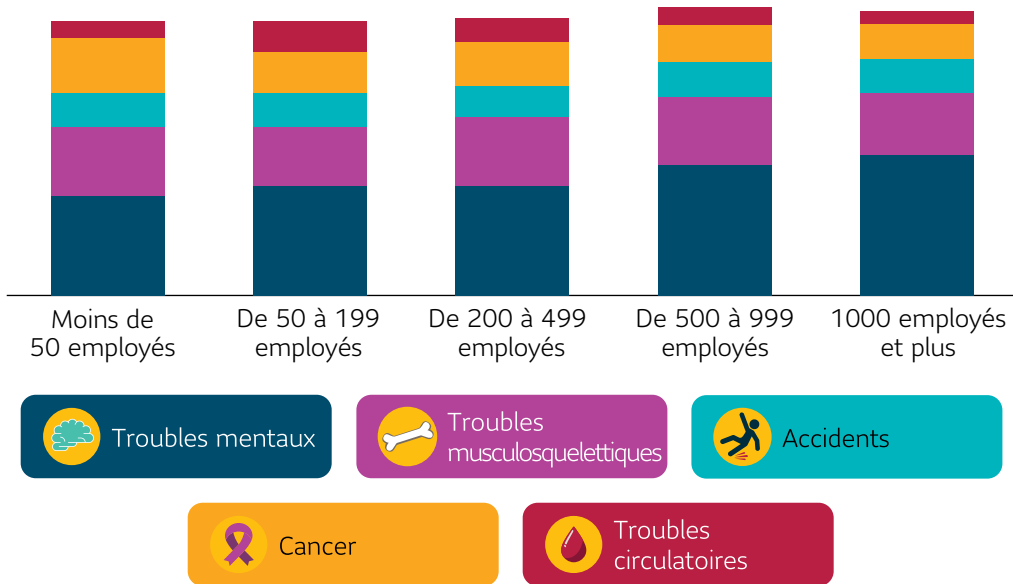 Moins de
50 employés
De 50 à 199
employés
De 200 à 499
employés
De 500 à 999
employés
1000 employés
et plus
Troubles mentaux
Troubles
musculosquelettiques
Accidents
Cancer
Troubles
circulatoires